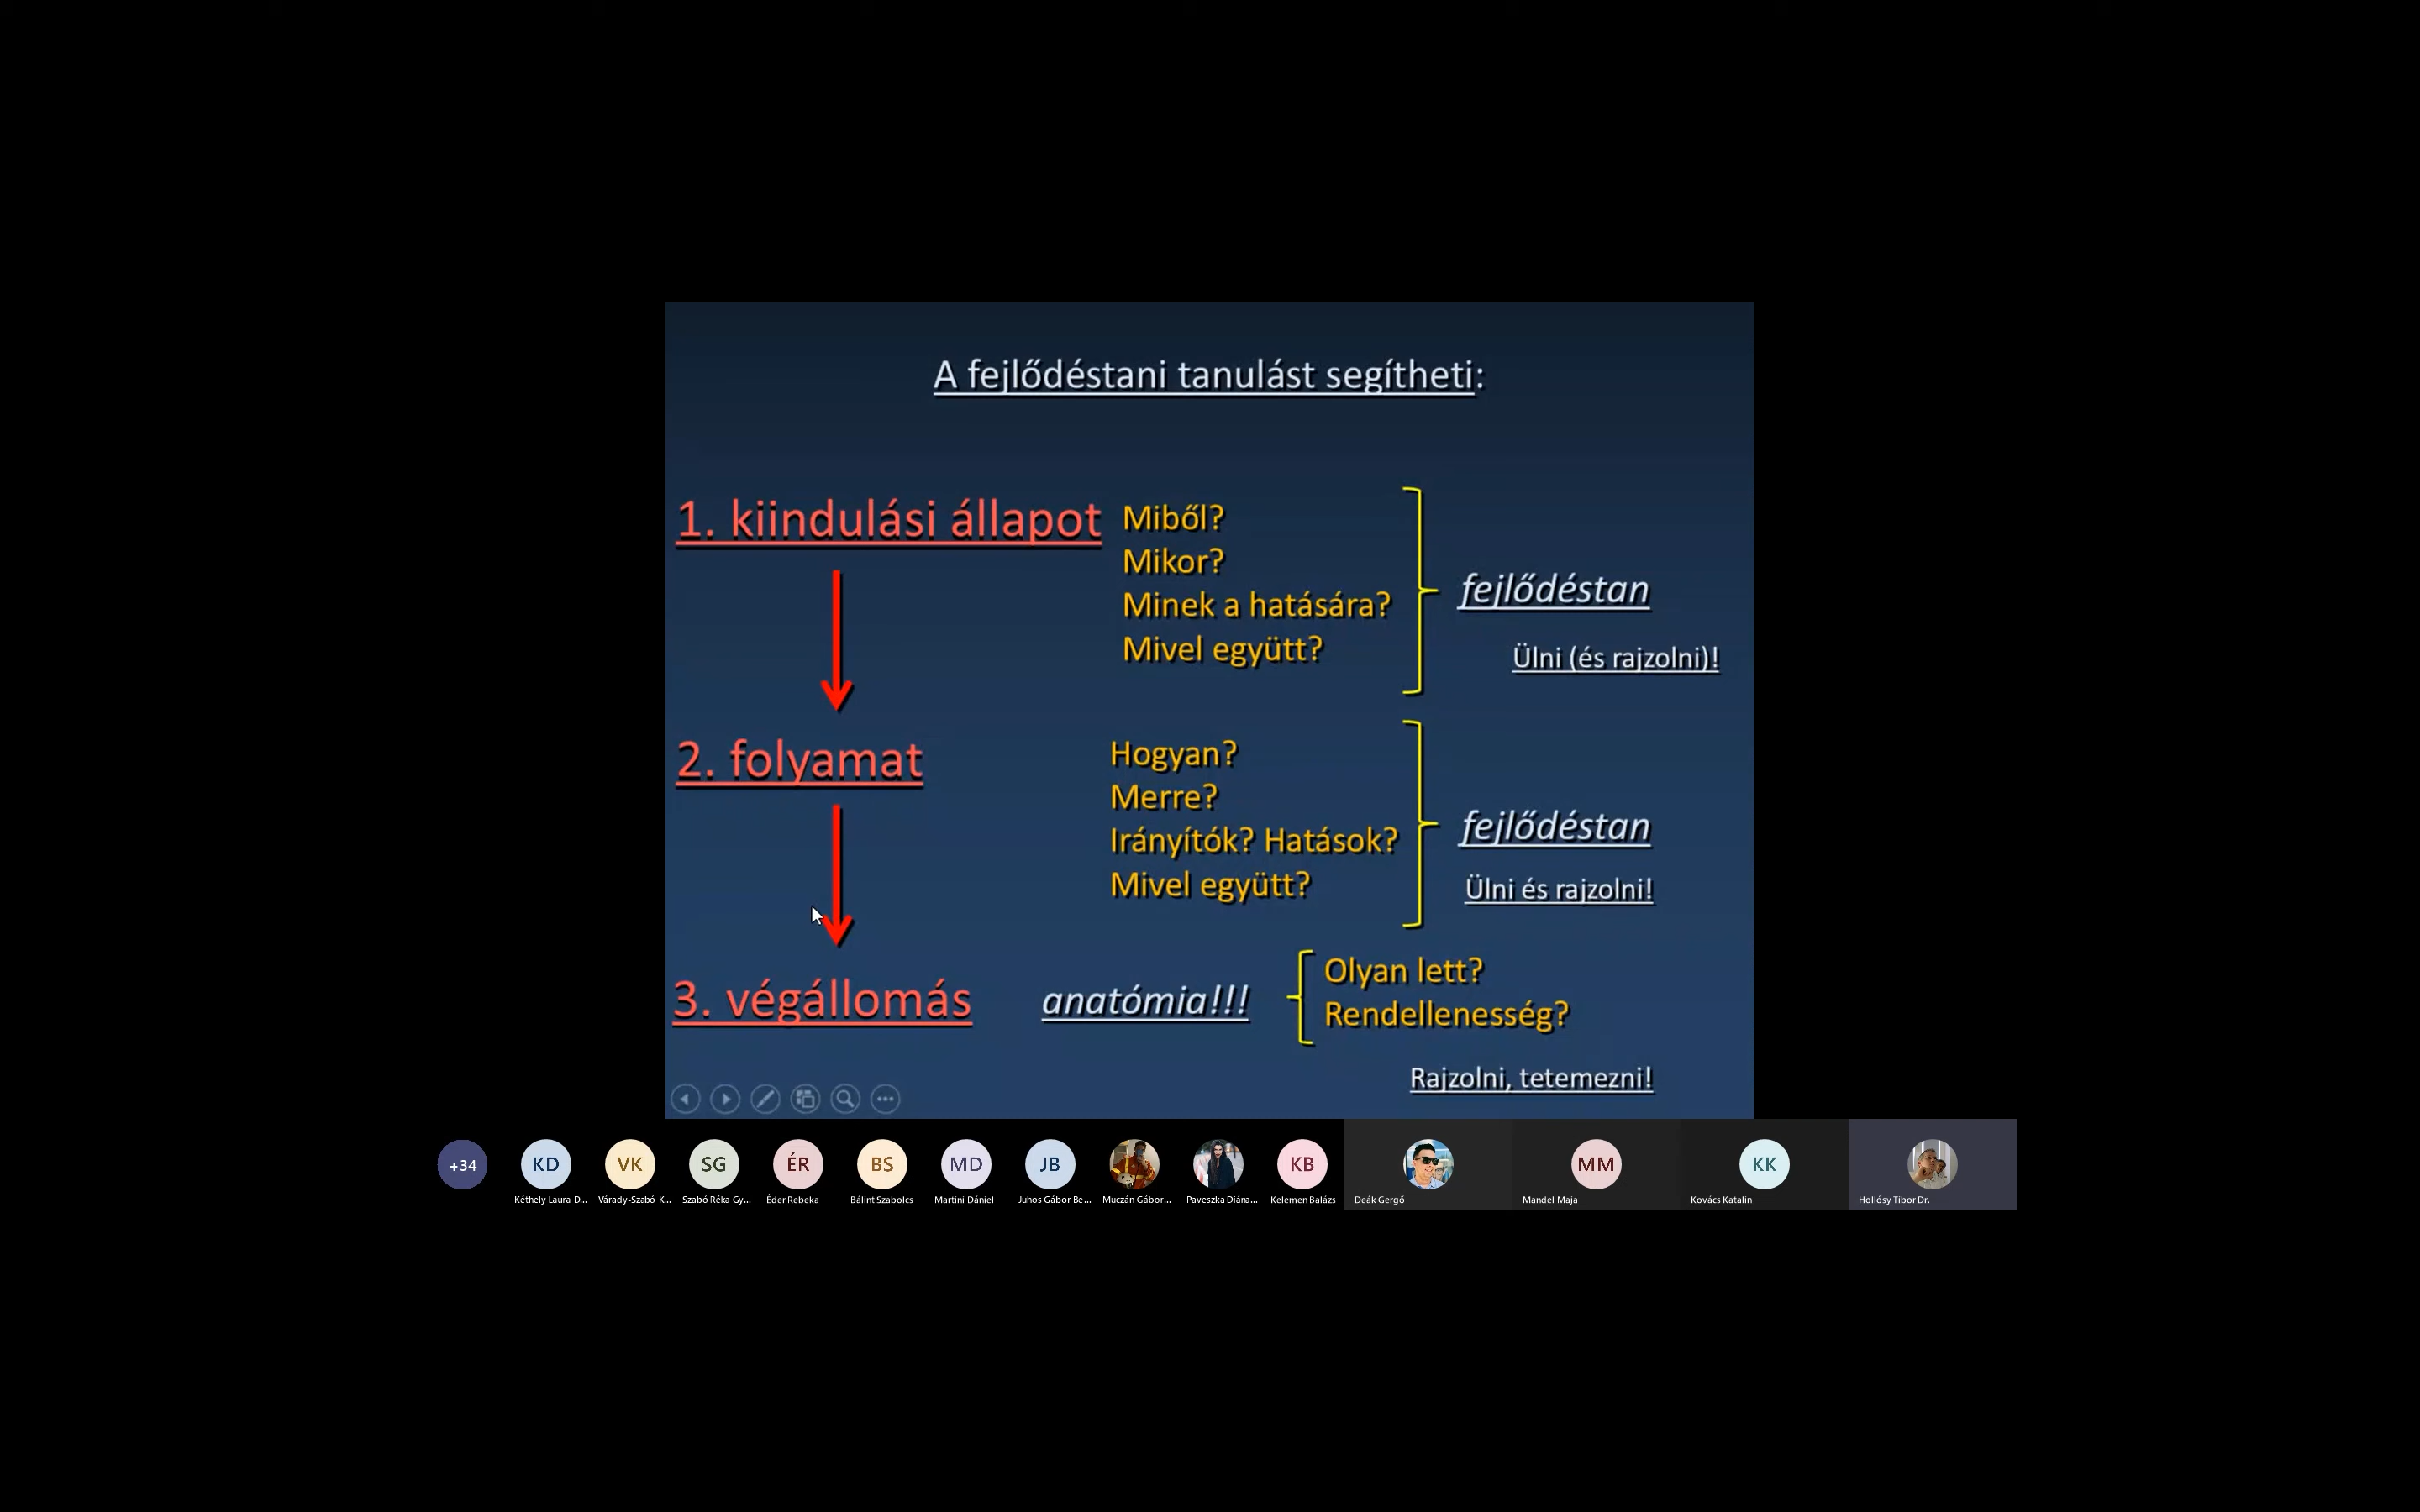 A fejlődéstani tanulást segítheti:
1. kiindulási állapot
Miből?
Mikor?
Minek a hatására?
Mivel együtt?
fejlődéstan
Ülni (és rajzolni)!
2. folyamat
Hogyan?
Merre?
Irányítók? Hatások?
Mivel együtt?
fejlődéstan
Ülni és rajzolni!
3. végállomás
anatómia!!!
Olyan lett?
Rendellenesség?
Rajzolni, tetemezni!
+34
KD
VK
SG
ÉR
BS
MD
JB
KB
MM
KK
Kéthely Laura D...
Várady-Szabó K...
Szabó Réka Gy...
Éder Rebeka
Bálint Szabolcs
Martini Dániel
Juhos Gábor Be...
Muczán Gábor...
Paveszka Diána...
Kelemen Balázs
Deák Gergő
Mandel Maja
Kovács Katalin
Hollósy Tibor Dr.